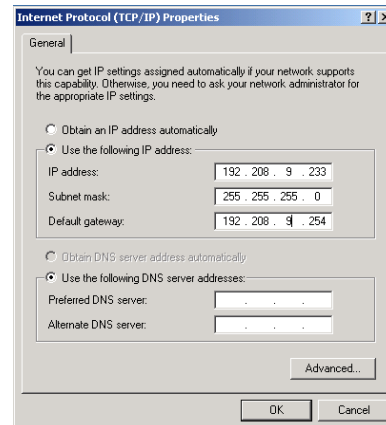 Internet Protocol (TCP/IP) Properties
General
You can get IP settings assigned automatically if your network supports
this capability. Otherwise, you need to ask your network administrator for
the appropriate IP settings.
Obtain an IP address automatically
Use the following IP address:
IP address: 192 . 208 . 9 . 233
Subnet mask: 255 . 255 . 255 . 0
Default gateway: 192 . 208 . 9 . 254
Obtain DNS server address automatically
Use the following DNS server addresses:
Preferred DNS server: . . .
Alternate DNS server: . . .
Advanced...
OK Cancel